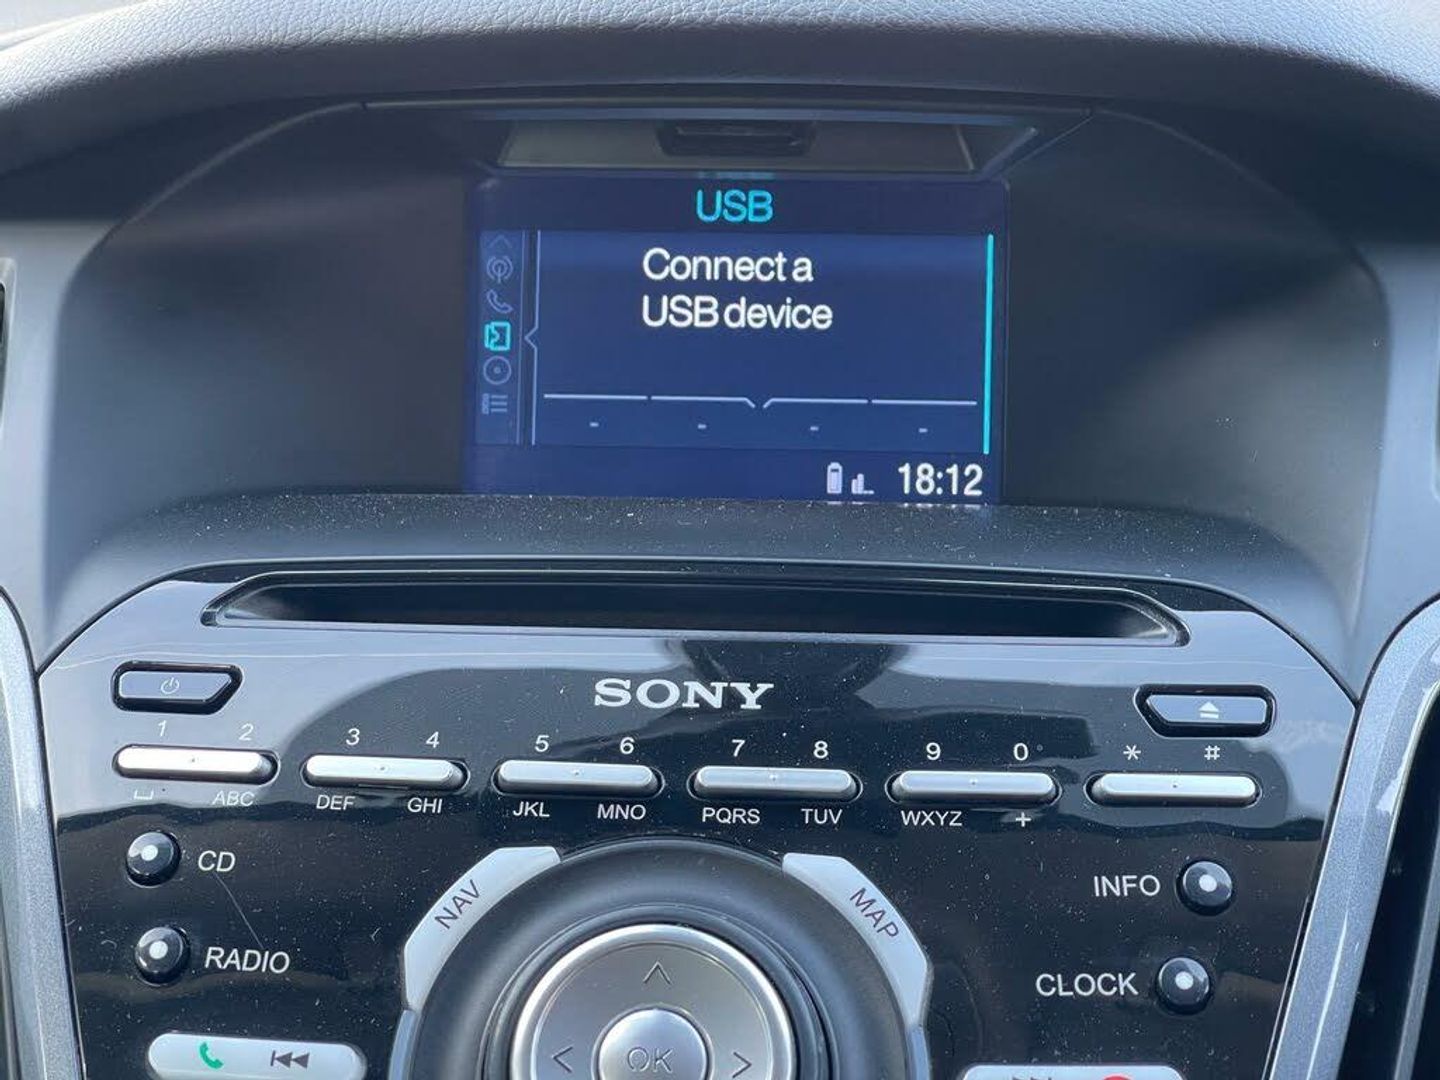 USB
Connect a
USB device
18:12
SONY
1 2 3 4 5 6 7 8 9 0 * #
ABC DEF GHI JKL MNO PQRS TUV WXYZ +
CD
NAV
MAP
INFO
RADIO
CLOCK
OK